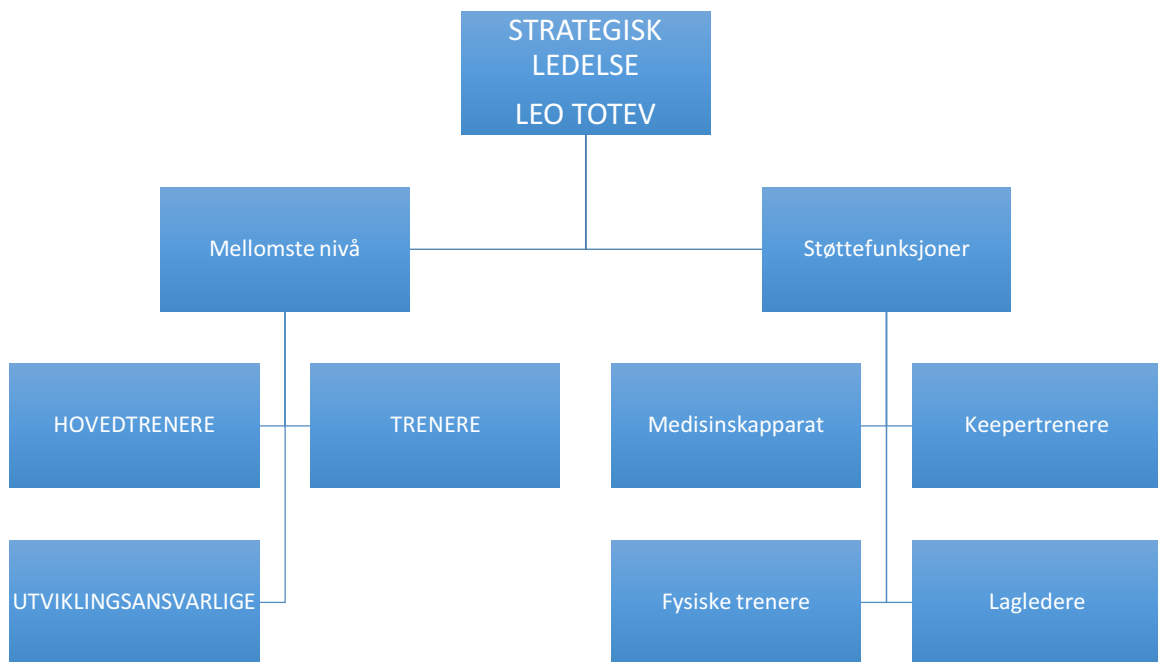 STRATEGISK
LEDELSE
LEO TOTEV
Mellomste nivå
Støttefunksjoner
HOVEDTRENERE
TRENERE
Medisinskapparat
Keepertrenere
UTVIKLINGSANSVARLIGE
Fysiske trenere
Lagledere